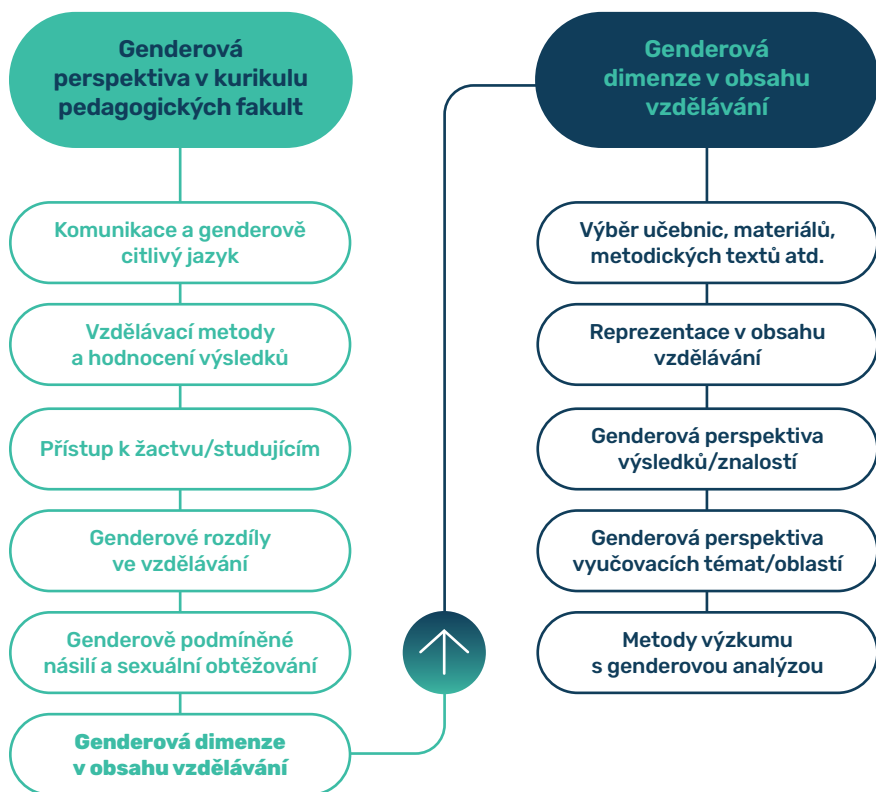 Genderová
perspektiva v kurikulu
pedagogických fakult
Komunikace a genderově
citlivý jazyk
Vzdělávací metody
a hodnocení výsledků
Přístup k žactvu/studujícím
Genderové rozdíly
ve vzdělávání
Genderově podmíněné
násilí a sexuální obtěžování
Genderová dimenze
v obsahu vzdělávání
Genderová
dimenze v obsahu
vzdělávání
Výběr učebnic, materiálů,
metodických textů atd.
Reprezentace v obsahu
vzdělávání
Genderová perspektiva
výsledků/znalostí
Genderová perspektiva
vyučovacích témat/oblastí
Metody výzkumu
s genderovou analýzou